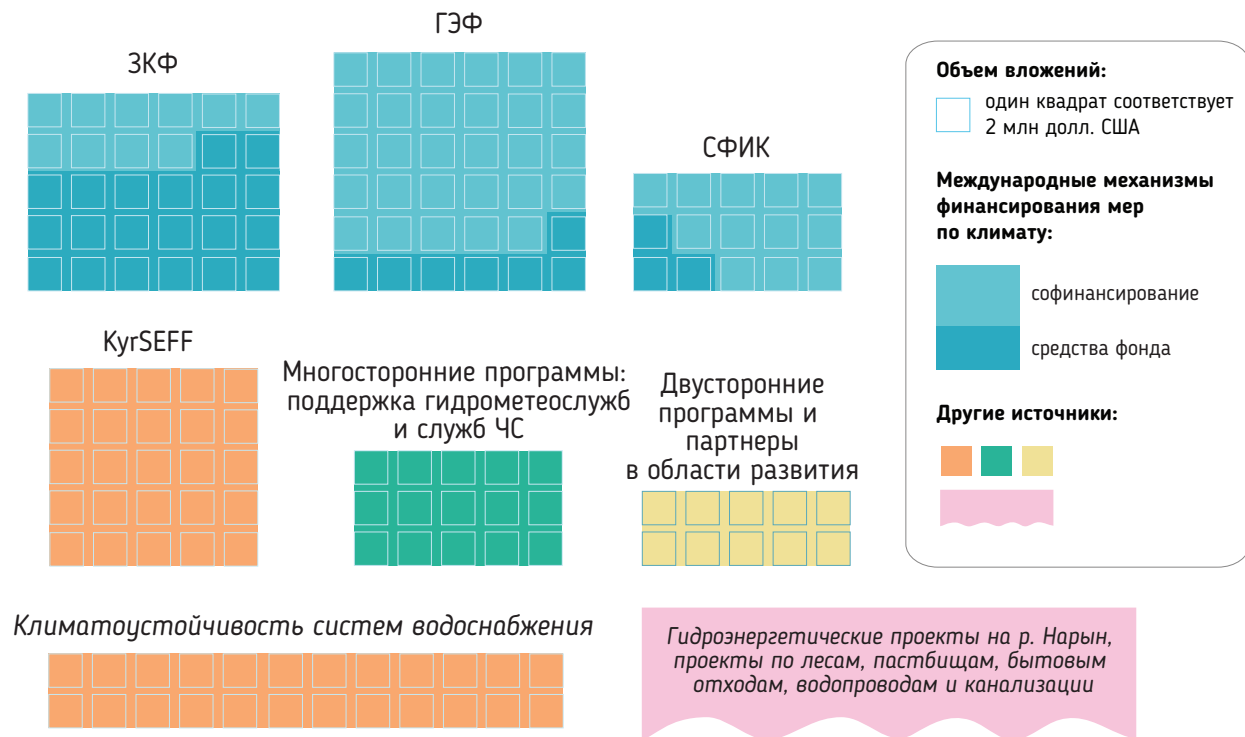 ЗКФ
ГЭФ
СФИК
KyrSEFF
Многосторонние программы:
поддержка гидрометеослужб
и служб ЧС
Двусторонние
программы и
партнеры
в области развития
Климатоустойчивость систем водоснабжения
Гидроэнергетические проекты на р. Нарын,
проекты по лесам, пастбищам, бытовым
отходам, водопроводам и канализации
Объем вложений:
один квадрат соответствует
2 млн долл. США
Международные механизмы
финансирования мер
по климату:
софинансирование
средства фонда
Другие источники: